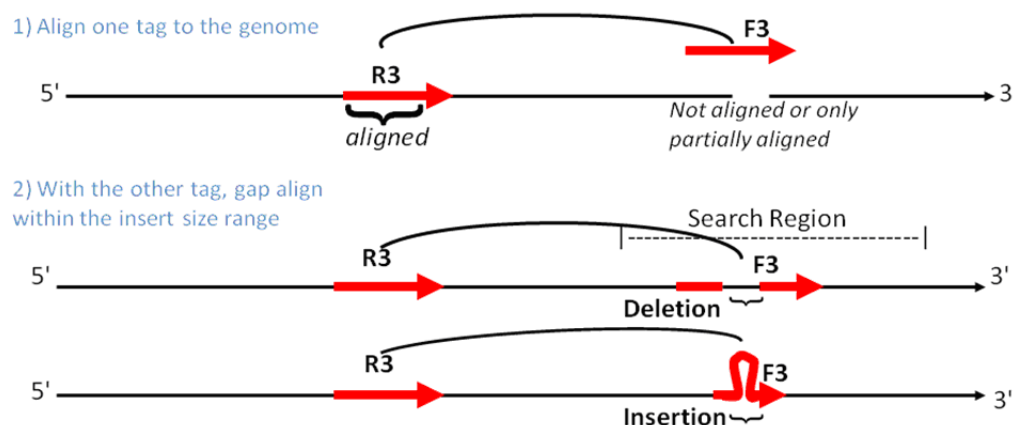 1) Align one tag to the genome
F3
R3
5'
3
aligned
Not aligned or only
partially aligned
2) With the other tag, gap align
within the insert size range
Search Region
R3
F3
5'
3'
Deletion
R3
F3
5'
3'
Insertion